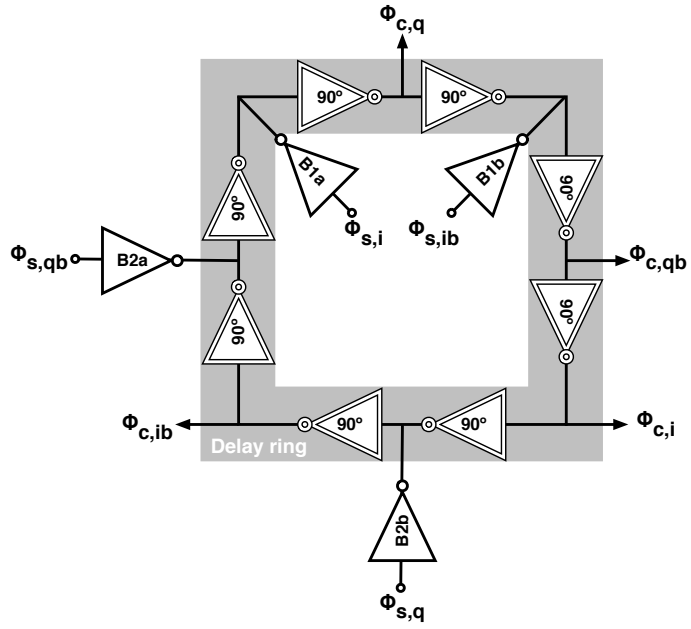 Φc,q
90° 90°
B1a B1b
90°
Φs,i Φs,ib
90°
Φs,qb B2a Φc,qb
90° 90°
Φc,ib 90° 90° Φc,i
Delay ring
B2b
Φs,q